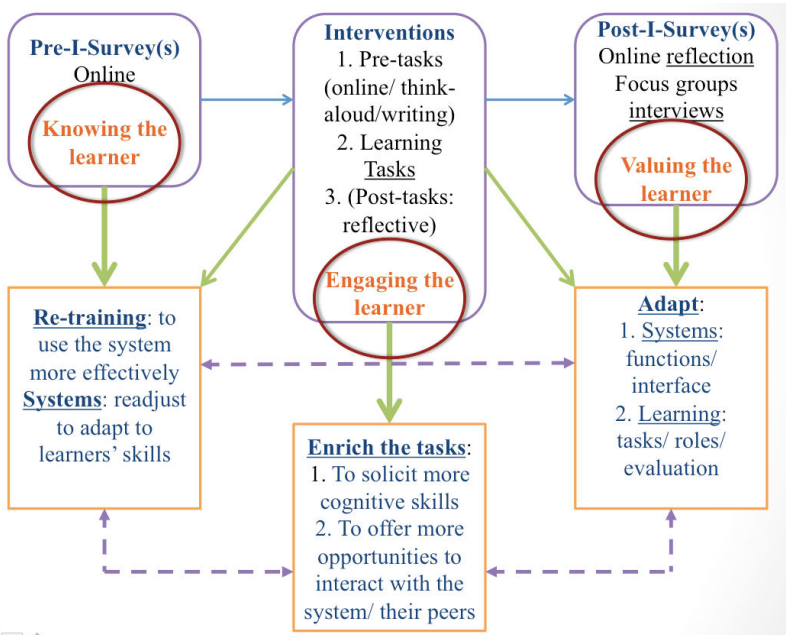 Pre-I-Survey(s)
Online
Knowing the
learner
Interventions
1. Pre-tasks
(online/ think-
aloud/writing)
2. Learning
Tasks
3. (Post-tasks:
reflective)
Engaging the
learner
Post-I-Survey(s)
Online reflection
Focus groups
interviews
Valuing the
learner
Re-training: to
use the system
more effectively
Systems: readjust
to adapt to
learners’ skills
Enrich the tasks:
1. To solicit more
cognitive skills
2. To offer more
opportunities to
interact with the
system/ their peers
Adapt:
1. Systems:
functions/
interface
2. Learning:
tasks/ roles/
evaluation